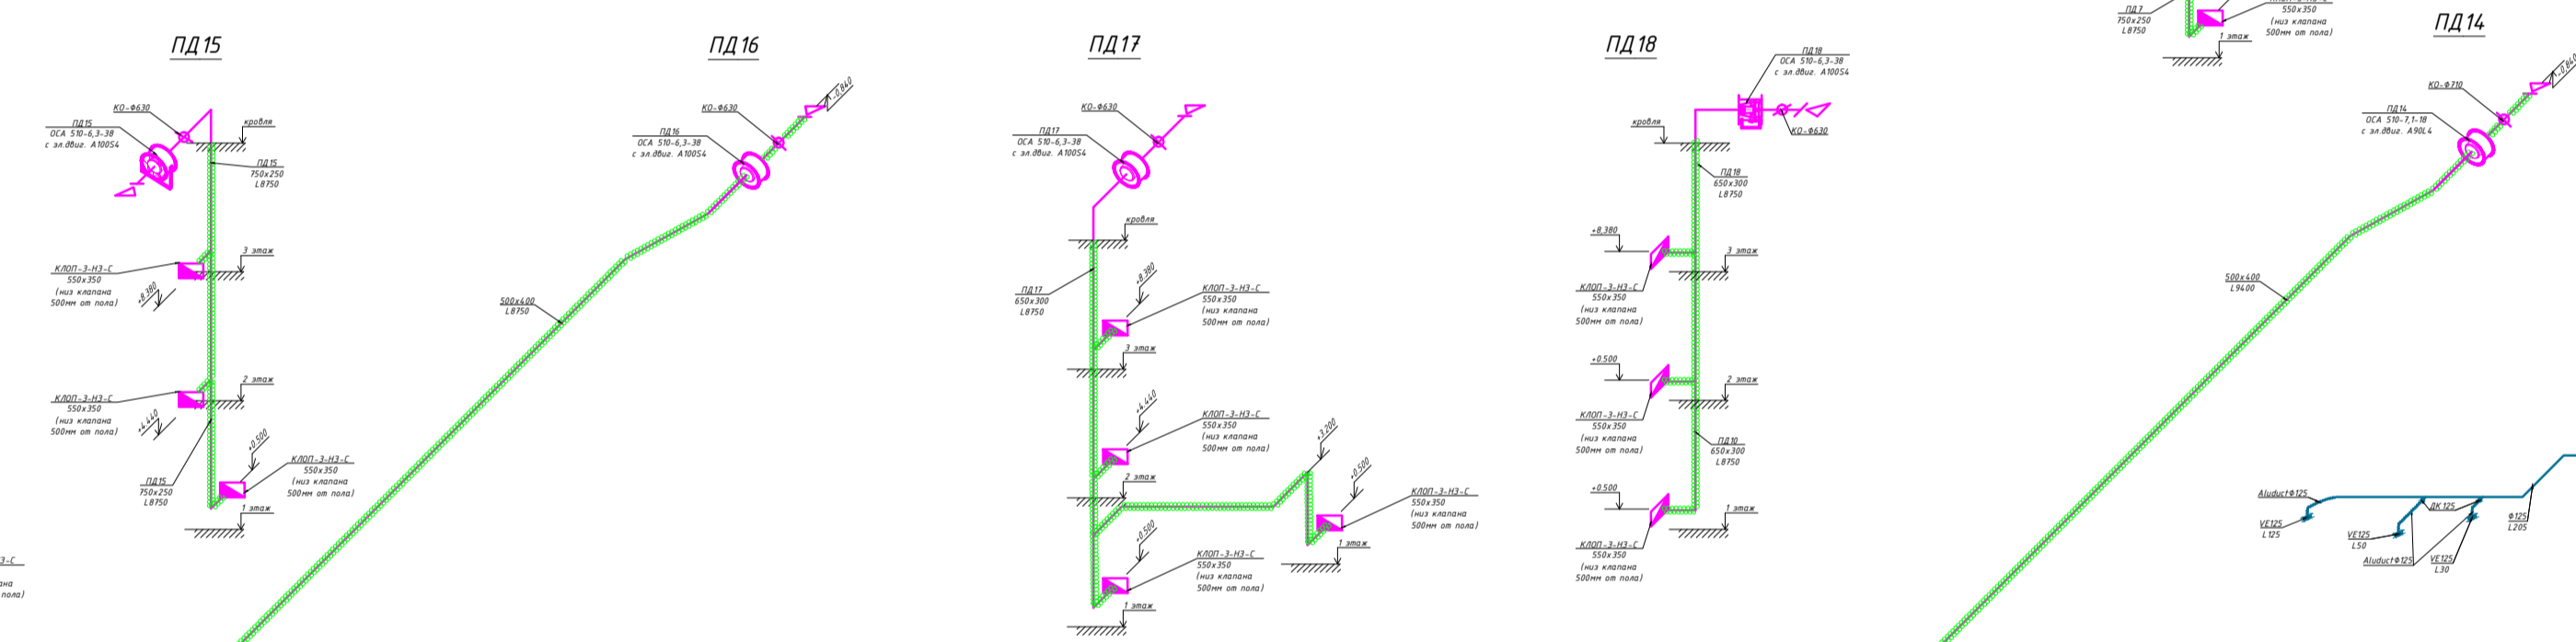 ПД15
КО-Ф630
ПД15
ОСА 510-6,3-38
с эл.двиг. А100S4
кровля
ПД15
750х250
L8750
3 этаж
КЛОП-3-НЗ-С
550х350
(низ клапана
500мм от пола)
+8.380
2 этаж
КЛОП-3-НЗ-С
550х350
(низ клапана
500мм от пола)
+4.440
+0.500
КЛОП-3-НЗ-С
550х350
(низ клапана
500мм от пола)
ПД15
750х250
L8750
1 этаж
пола)
ПД16
-0,840
КО-Ф630
ПД16
ОСА 510-6,3-38
с эл.двиг. А100S4
500х400
L8750
ПД17
КО-Ф630
ПД17
ОСА 510-6,3-38
с эл.двиг. А100S4
кровля
ПД17
650х300
L8750
+8.380
КЛОП-3-НЗ-С
550х350
(низ клапана
500мм от пола)
3 этаж
+4.440
КЛОП-3-НЗ-С
550х350
(низ клапана
500мм от пола)
2 этаж
+3.200
+0.500
КЛОП-3-НЗ-С
550х350
(низ клапана
500мм от пола)
1 этаж
+0.500
КЛОП-3-НЗ-С
550х350
(низ клапана
500мм от пола)
1 этаж
ПД18
ПД18
ОСА 510-6,3-38
с эл.двиг. А100S4
КО-Ф630
кровля
ПД18
650х300
L8750
+8,380
3 этаж
КЛОП-3-НЗ-С
550х350
(низ клапана
500мм от пола)
+0.500
2 этаж
КЛОП-3-НЗ-С
550х350
(низ клапана
500мм от пола)
ПД10
650х300
L8750
+0.500
1 этаж
КЛОП-3-НЗ-С
550х350
(низ клапана
500мм от пола)
ПД7
750х250
L8750
550х350
(низ клапана
500мм от пола)
1 этаж
ПД14
-0,840
КО-Ф710
ПД14
ОСА 510-7,1-18
с эл.двиг. А90L4
500х400
L9400
AluductФ125
VE125
L125
VE125
L50
ДК 125
AluductФ125
VE125
L30
Ф125
L205